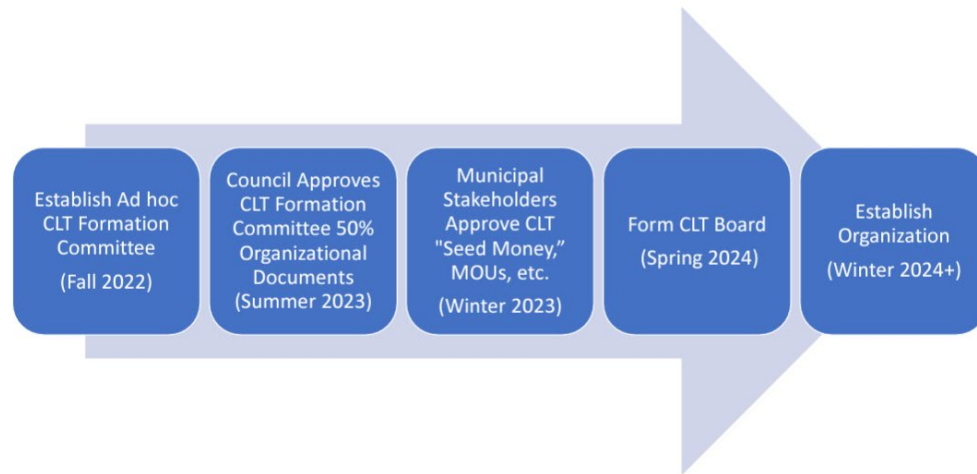 Establish Ad hoc
CLT Formation
Committee
(Fall 2022)
Council Approves
CLT Formation
Committee 50%
Organizational
Documents
(Summer 2023)
Municipal
Stakeholders
Approve CLT
"Seed Money,”
MOUs, etc.
(Winter 2023)
Form CLT Board
(Spring 2024)
Establish
Organization
(Winter 2024+)